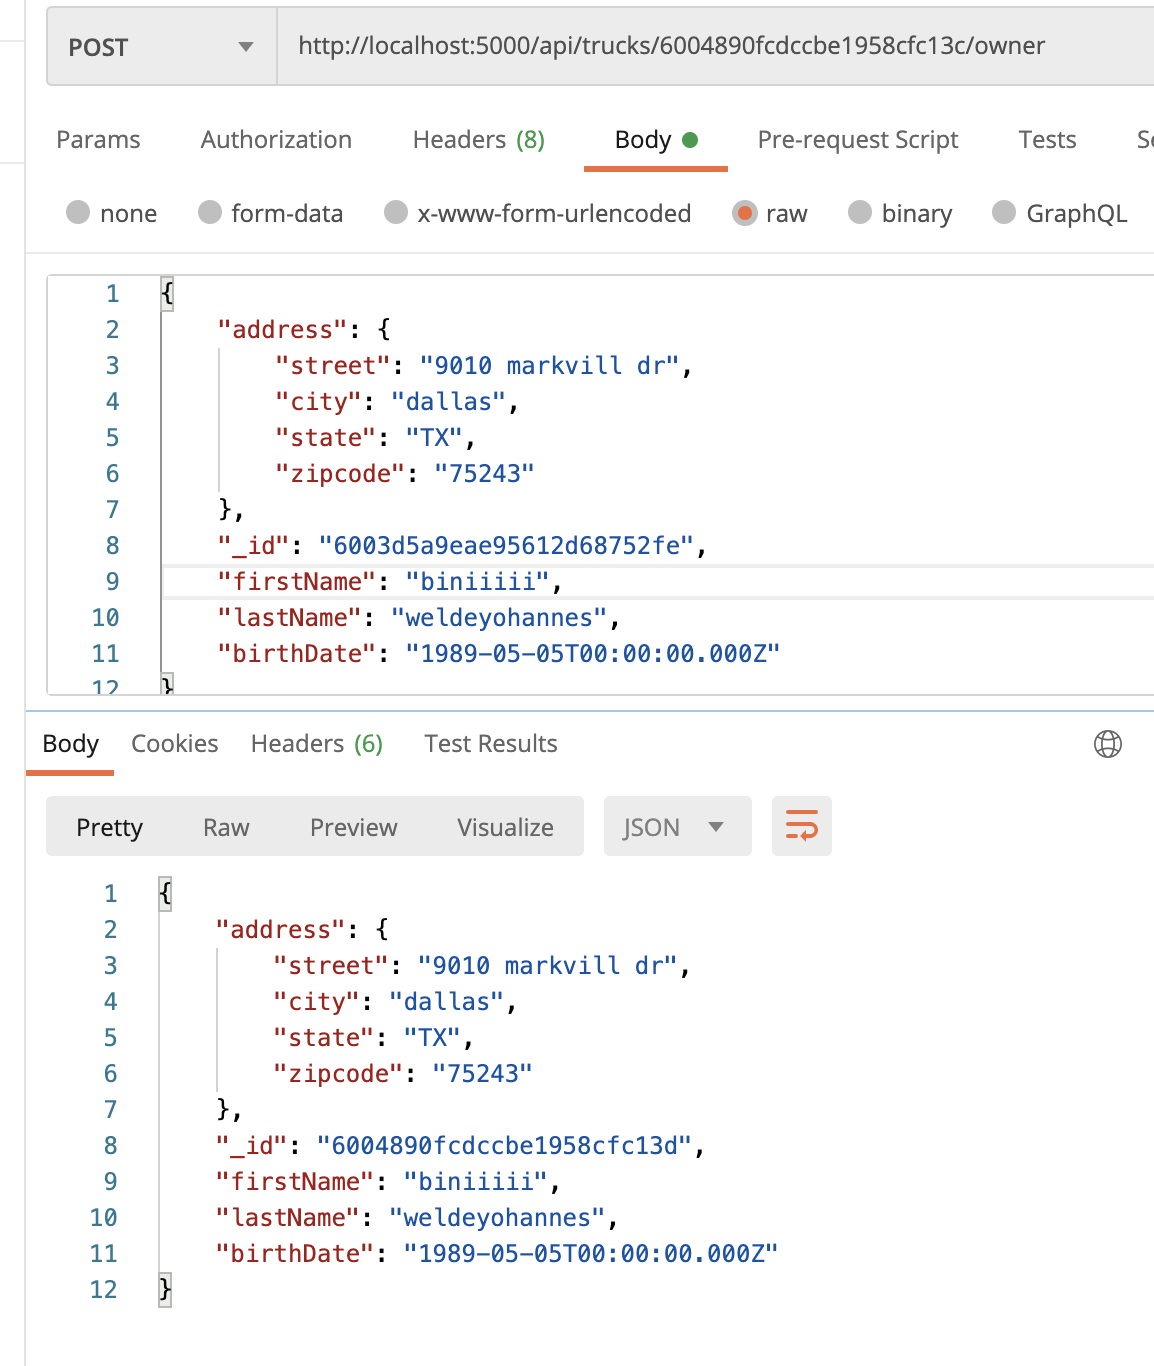 POST http://localhost:5000/api/trucks/6004890fcdccbe1958cfc13c/owner
Params Authorization Headers (8) Body Pre-request Script Tests Se
none form-data x-www-form-urlencoded raw binary GraphQL
1 {
2 "address": {
3 "street": "9010 markvill dr",
4 "city": "dallas",
5 "state": "TX",
6 "zipcode": "75243"
7 },
8 "_id": "6003d5a9eae95612d68752fe",
9 "firstName": "biniiiii",
10 "lastName": "weldeyohannes",
11 "birthDate": "1989-05-05T00:00:00.000Z"
12 }
Body Cookies Headers (6) Test Results
Pretty Raw Preview Visualize JSON
1 {
2 "address": {
3 "street": "9010 markvill dr",
4 "city": "dallas",
5 "state": "TX",
6 "zipcode": "75243"
7 },
8 "_id": "6004890fcdccbe1958cfc13d",
9 "firstName": "biniiiii",
10 "lastName": "weldeyohannes",
11 "birthDate": "1989-05-05T00:00:00.000Z"
12 }